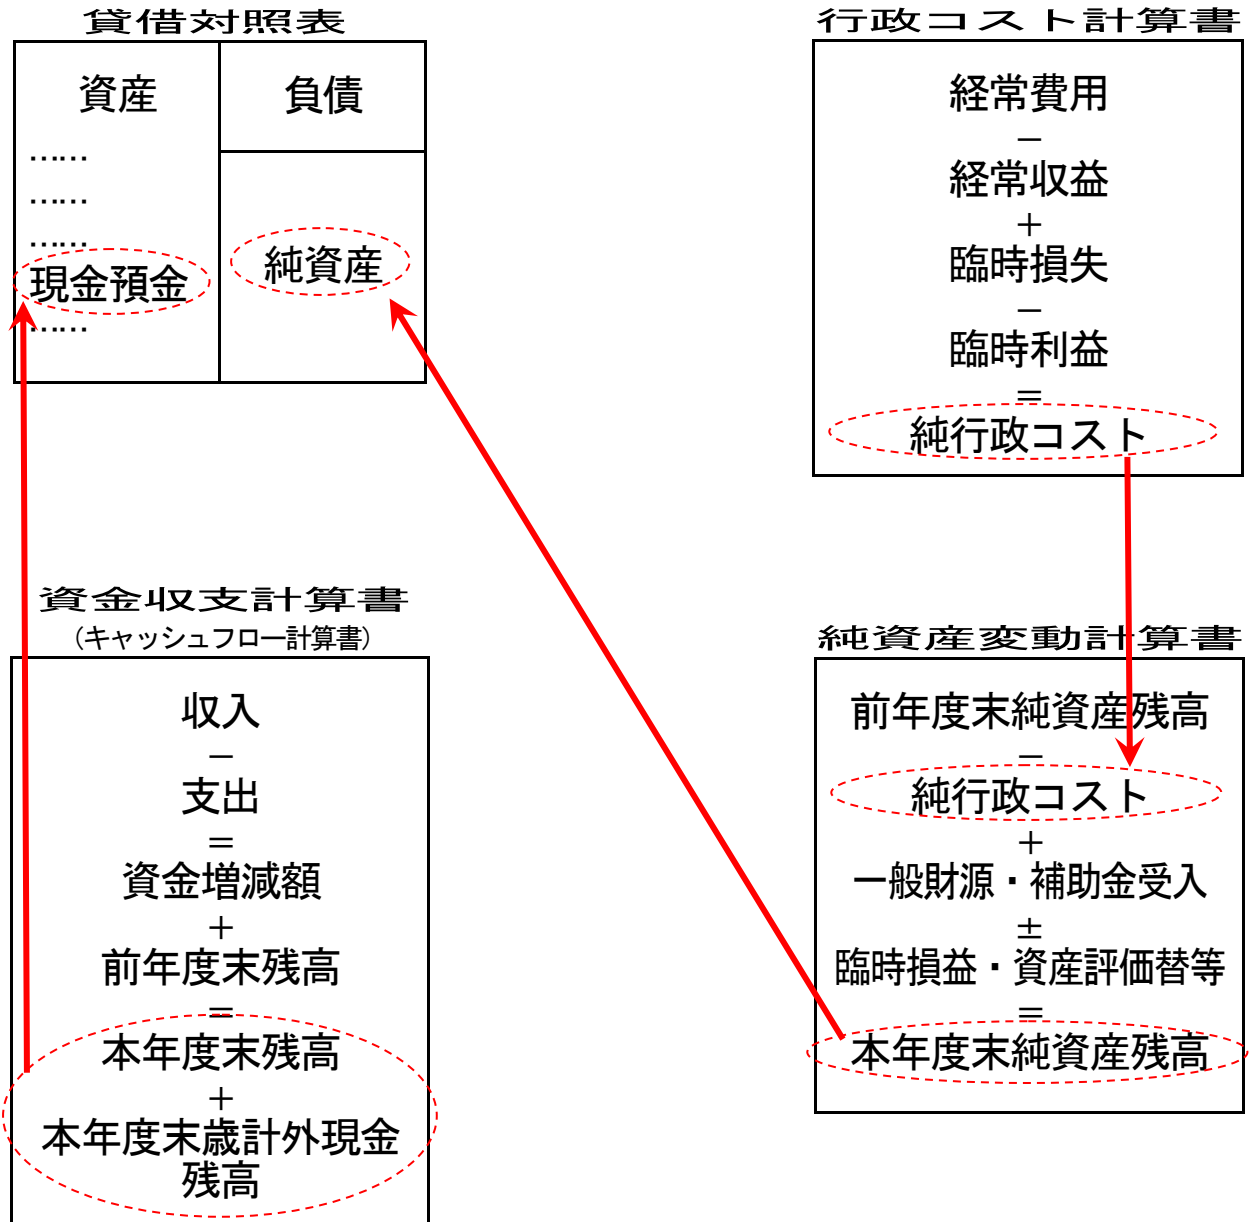 貸借対照表
資産
……
……
……
現金預金
……
負債
純資産
行政コスト計算書
経常費用
－
経常収益
＋
臨時損失
－
臨時利益
＝
純行政コスト
資金収支計算書
（キャッシュフロー計算書）
収入
－
支出
＝
資金増減額
＋
前年度末残高
＝
本年度末残高
＋
本年度末歳計外現金
残高
純資産変動計算書
前年度末純資産残高
－
純行政コスト
＋
一般財源・補助金受入
±
臨時損益・資産評価替等
＝
本年度末純資産残高